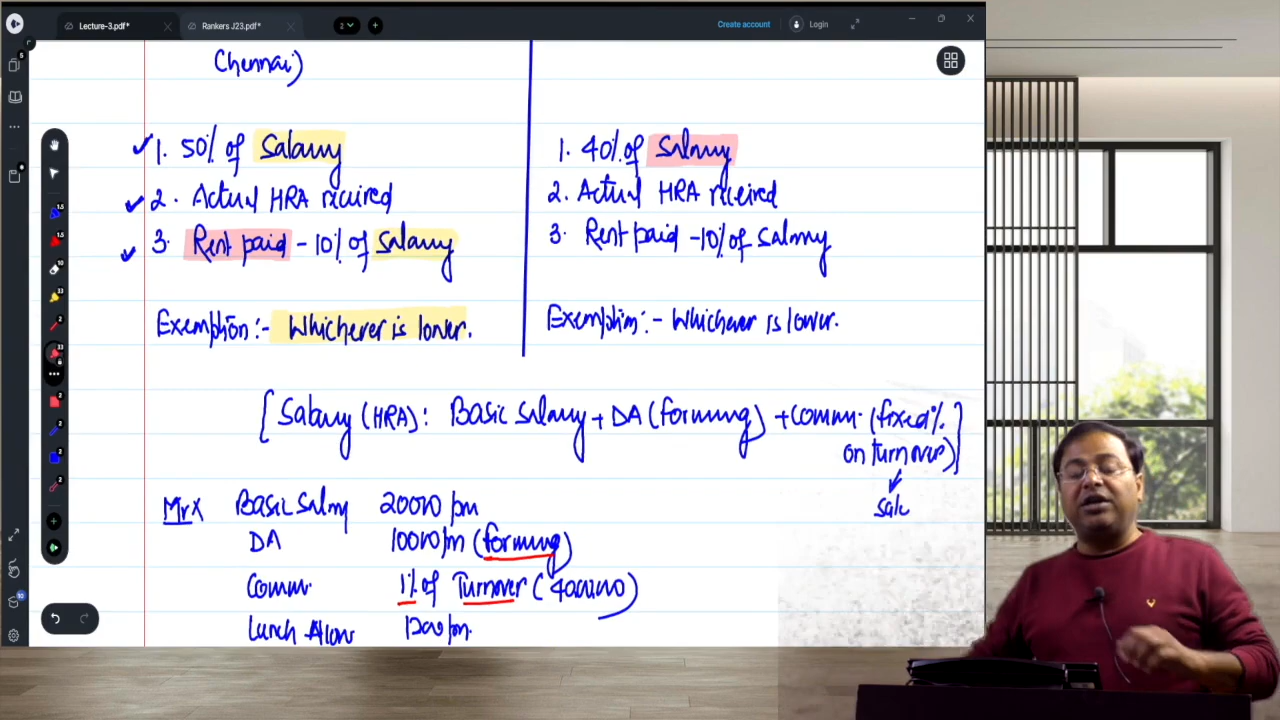 Lecture-3.pdf*
Rankers J23.pdf*
2
Create account
Login
Chennai)
1. 50% of Salary
2. Actual HRA received
3. Rent paid - 10% of Salary
Exemption :- Whichever is lower.
1. 40% of Salary
2. Actual HRA received
3. Rent paid - 10% of Salary
Exemption :- Whichever is lower.
[Salary (HRA): Basic Salary + DA (forming) + Comm. (fixed %
on turnover)]
sale
Mr X Basic Salary 20000 pm
DA 10000 pm (forming)
Comm. 1% of Turnover (4000000)
Lunch Allow pm.